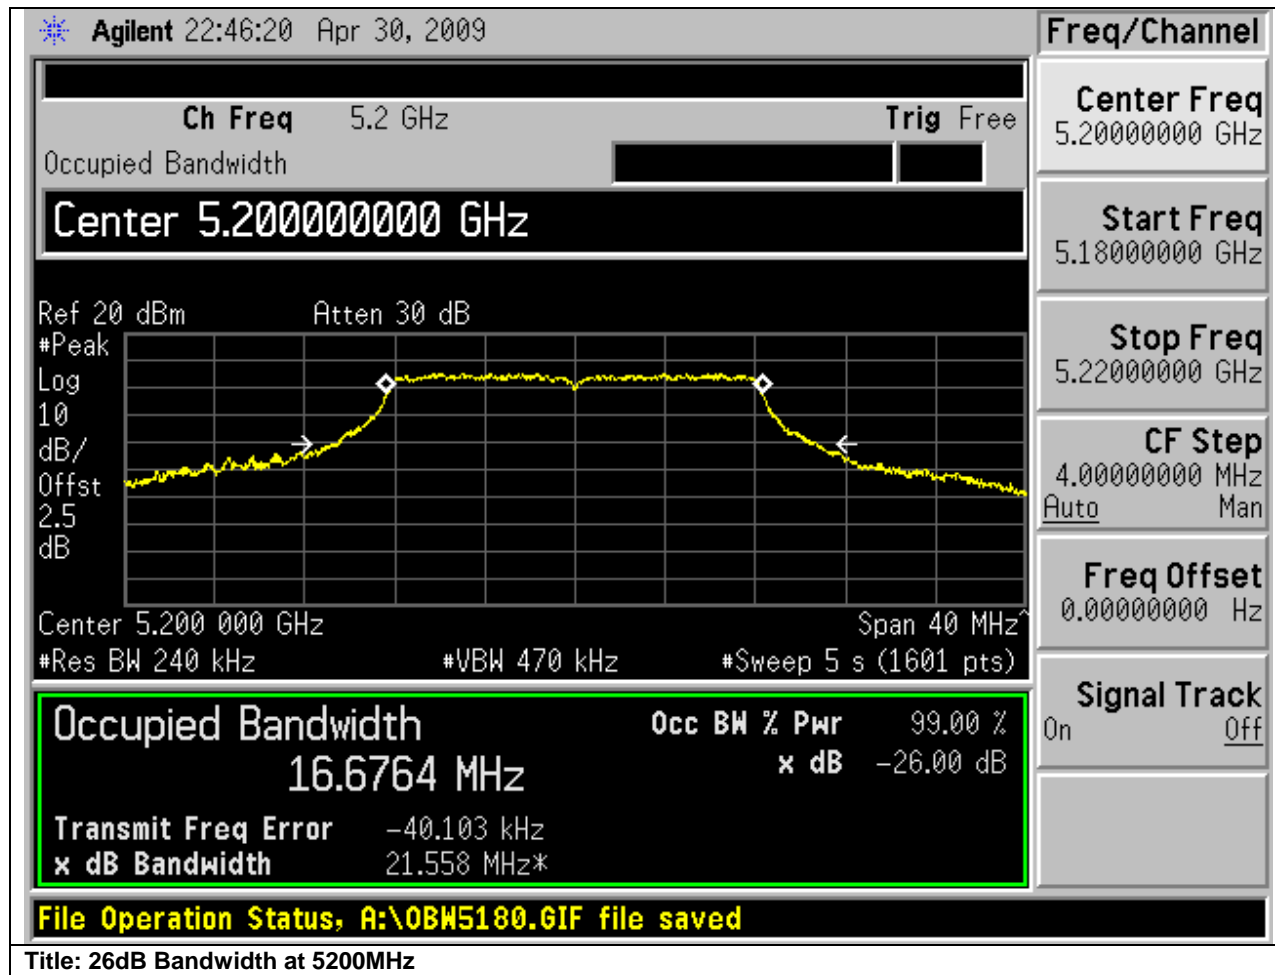 Agilent 22:46:20 Apr 30, 2009
Freq/Channel
Ch Freq 5.2 GHz Trig Free
Occupied Bandwidth
Center 5.200000000 GHz
Ref 20 dBm Atten 30 dB
#Peak
Log
10
dB/
Offst
2.5
dB
Center 5.200 000 GHz Span 40 MHz^
#Res BW 240 kHz #VBW 470 kHz #Sweep 5 s (1601 pts)
Occupied Bandwidth
16.6764 MHz
Occ BW % Pwr 99.00 %
x dB -26.00 dB
Transmit Freq Error -40.103 kHz
x dB Bandwidth 21.558 MHz*
Center Freq
5.20000000 GHz
Start Freq
5.18000000 GHz
Stop Freq
5.22000000 GHz
CF Step
4.00000000 MHz
Auto Man
Freq Offset
0.00000000 Hz
Signal Track
On Off
File Operation Status, A:\OBW5180.GIF file saved
Title: 26dB Bandwidth at 5200MHz